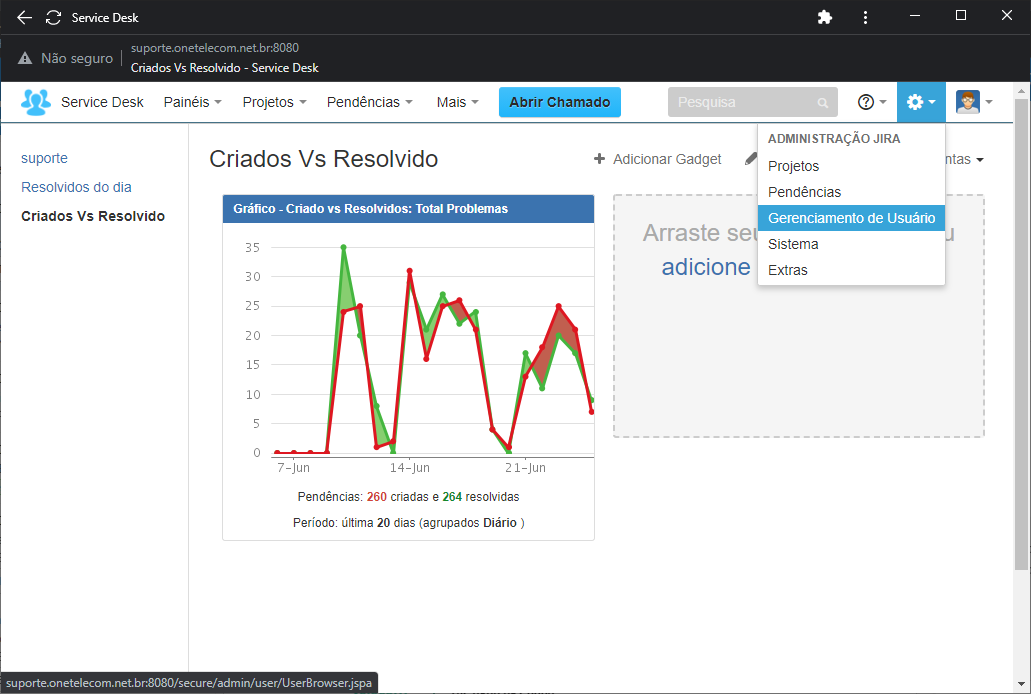 Service Desk
Não seguro
suporte.onetelecom.net.br:8080
Criados Vs Resolvido - Service Desk
Service Desk Painéis Projetos Pendências Mais Abrir Chamado Pesquisa
suporte
Resolvidos do dia
Criados Vs Resolvido
Criados Vs Resolvido
Adicionar Gadget
ADMINISTRAÇÃO JIRA
Projetos
Pendências
Gerenciamento de Usuário
Sistema
Extras
Gráfico - Criado vs Resolvidos: Total Problemas
35
30
25
20
15
10
5
0
7-Jun 14-Jun 21-Jun
Pendências: 260 criadas e 264 resolvidas
Período: última 20 dias (agrupados Diário )
Arraste
adicione
suporte.onetelecom.net.br:8080/secure/admin/user/UserBrowser.jspa